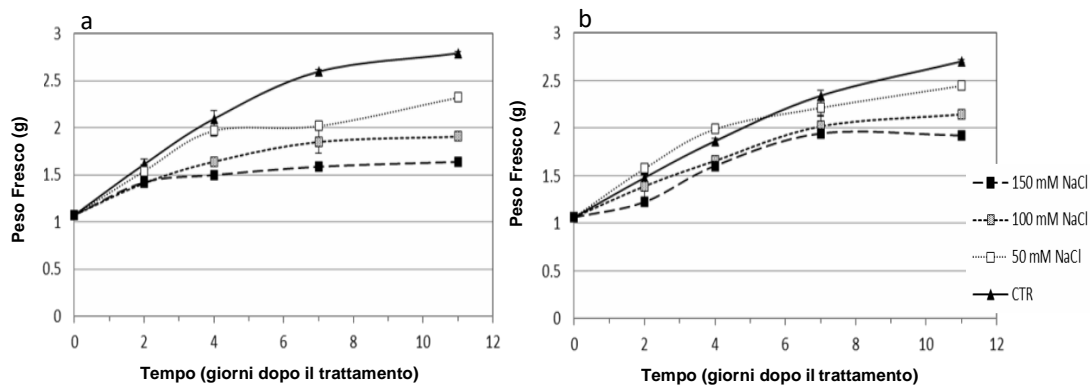 a
b
3
2.5
2
1.5
1
0.5
0
Peso Fresco (g)
0 2 4 6 8 10 12
Tempo (giorni dopo il trattamento)
3
2.5
2
1.5
1
0.5
0
Peso Fresco (g)
0 2 4 6 8 10 12
Tempo (giorni dopo il trattamento)
150 mM NaCl
100 mM NaCl
50 mM NaCl
CTR